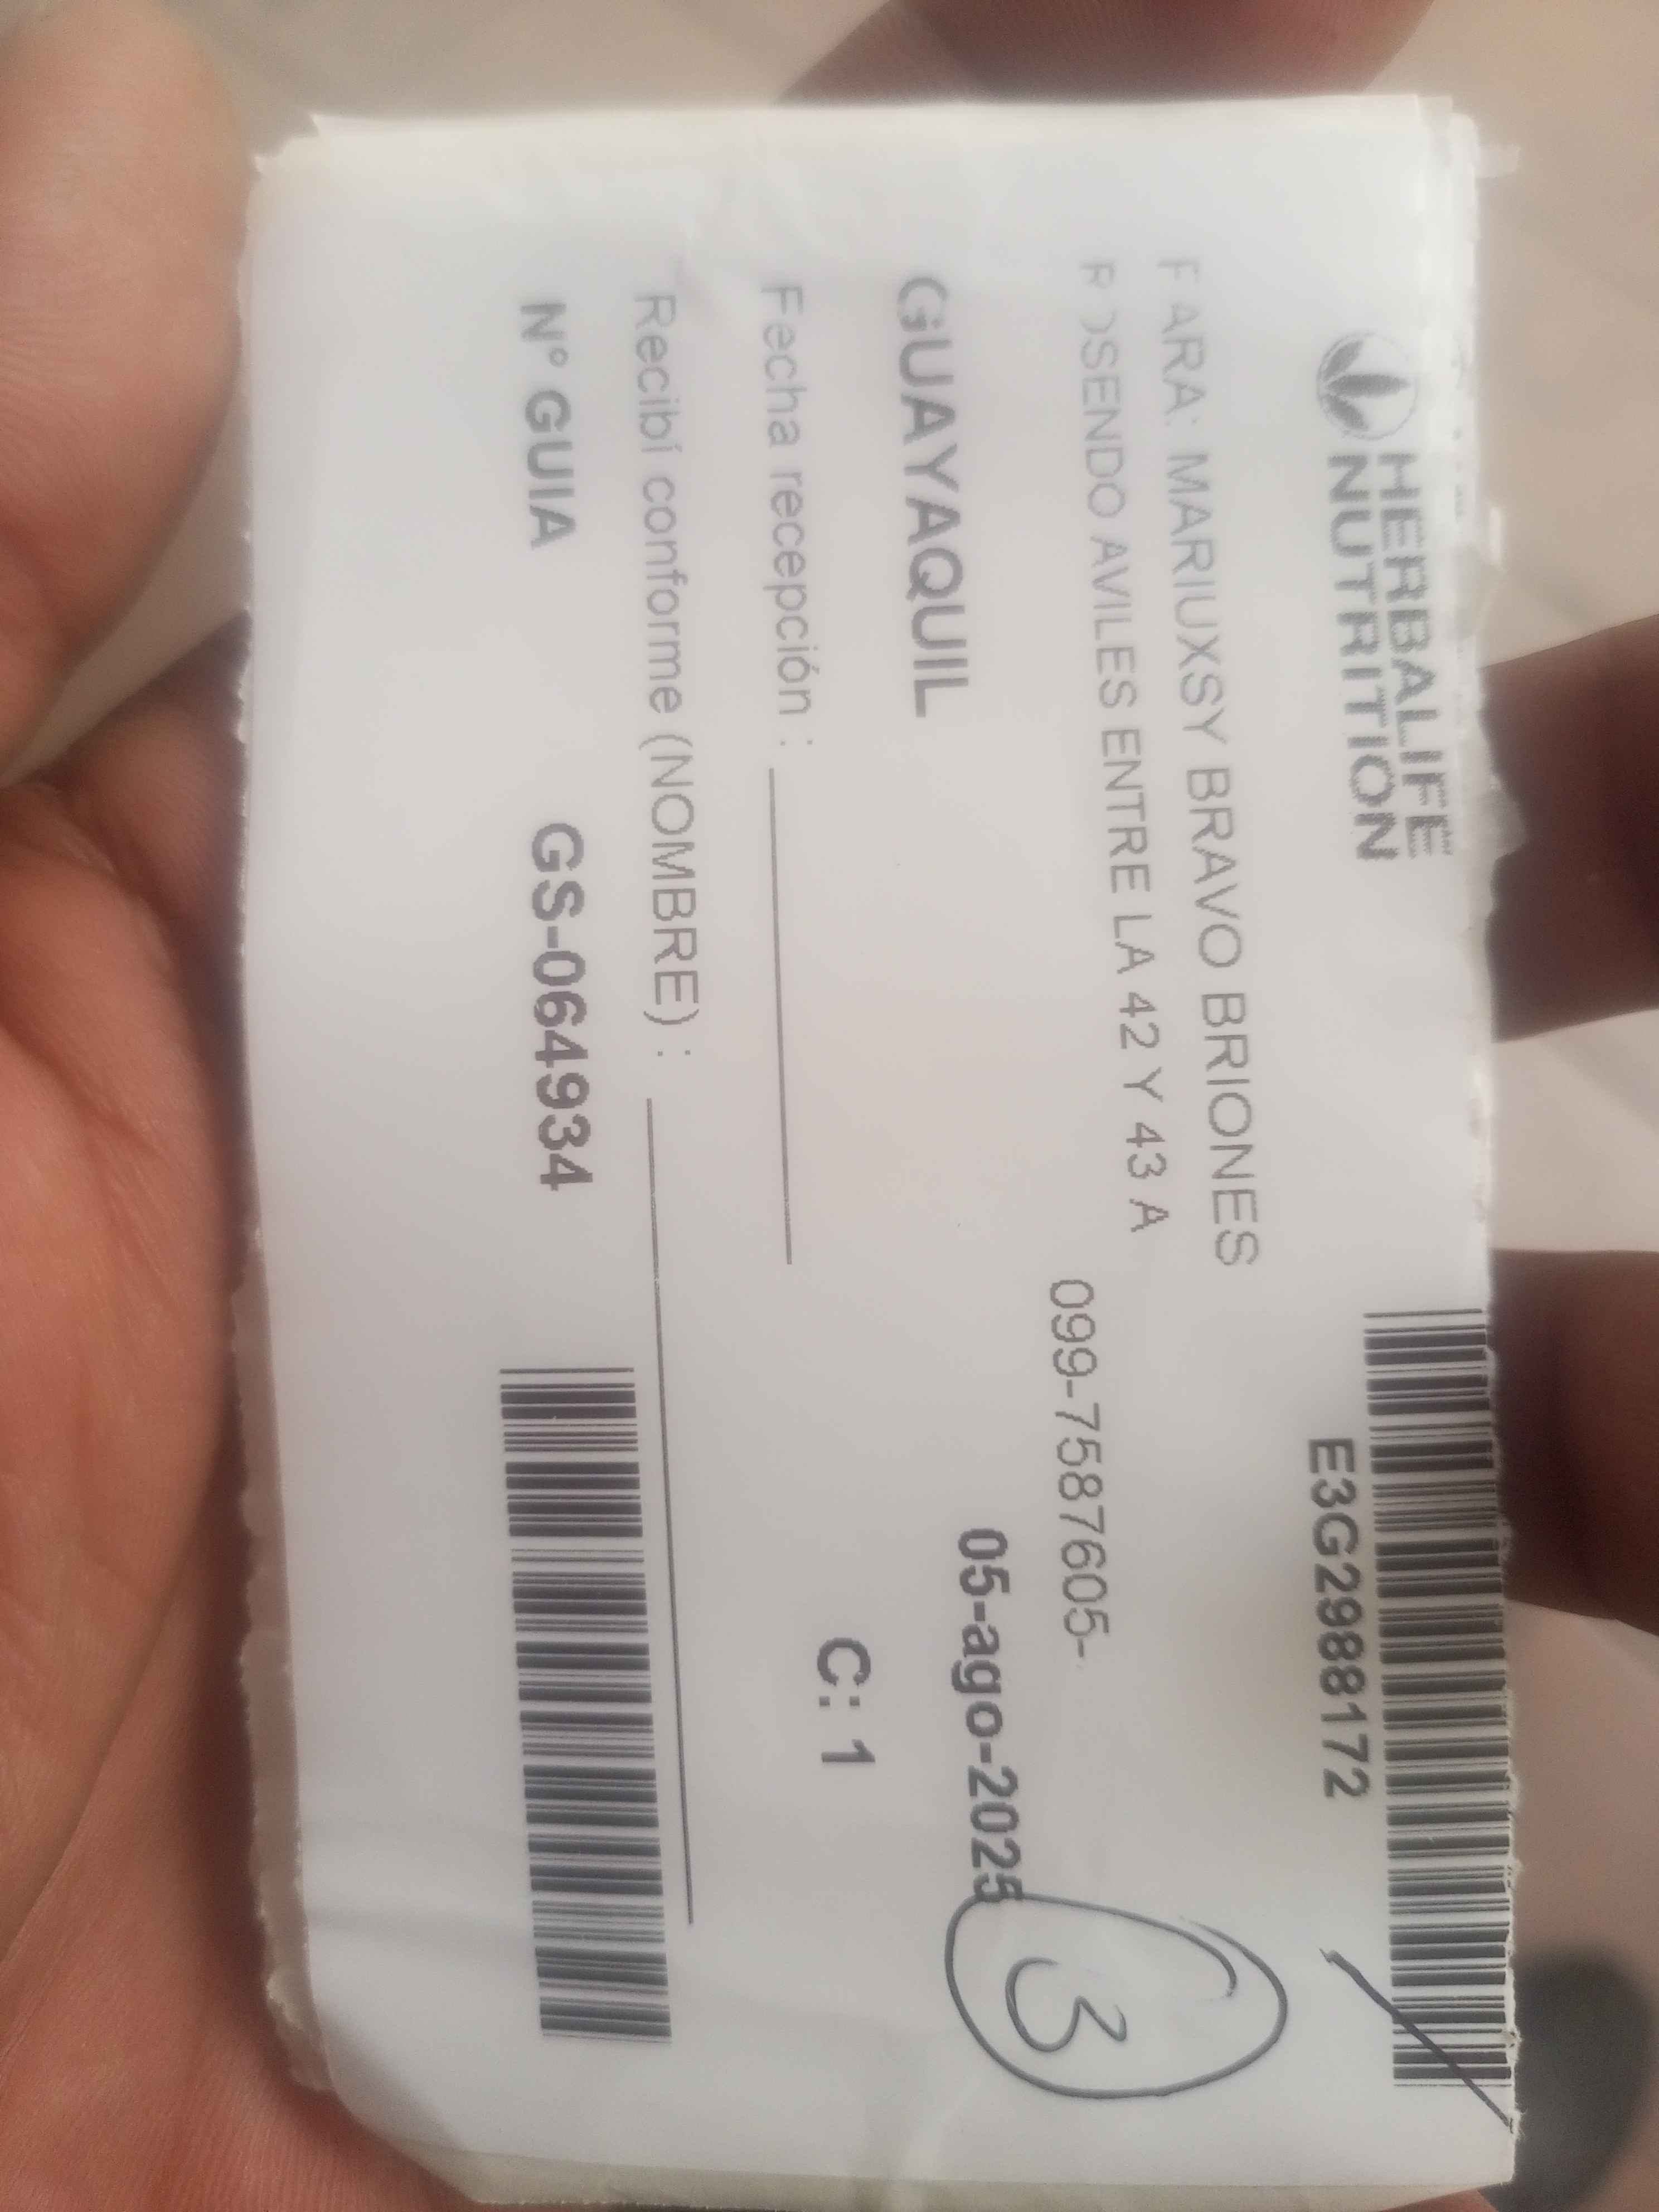 HERBALIFE
NUTRITION
E3G2988172
PARA: MARIUXSY BRAVO BRIONES
ROSENDO AVILES ENTRE LA 42 Y 43 A
099-7587605-
GUAYAQUIL
05-ago-2025
3
Fecha recepción :
C: 1
Recibí conforme (NOMBRE) :
N° GUIA GS-064934